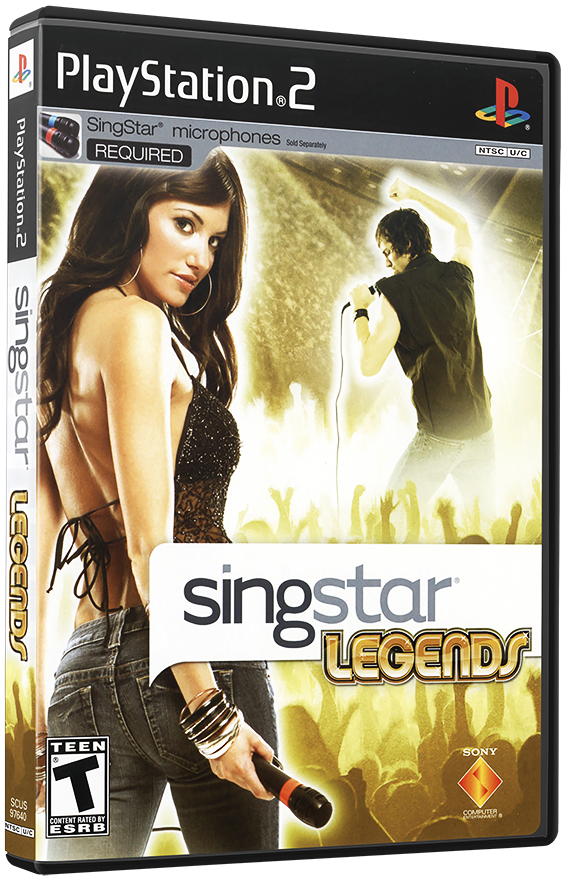 PlayStation®2
SingStar® microphones Sold Separately
REQUIRED
NTSC U/C
singstar®
LEGENDS
TEEN
T
CONTENT RATED BY
ESRB
SONY
COMPUTER
ENTERTAINMENT®
PlayStation®2
singstar®
LEGENDS
SCUS
97640
NTSC U/C